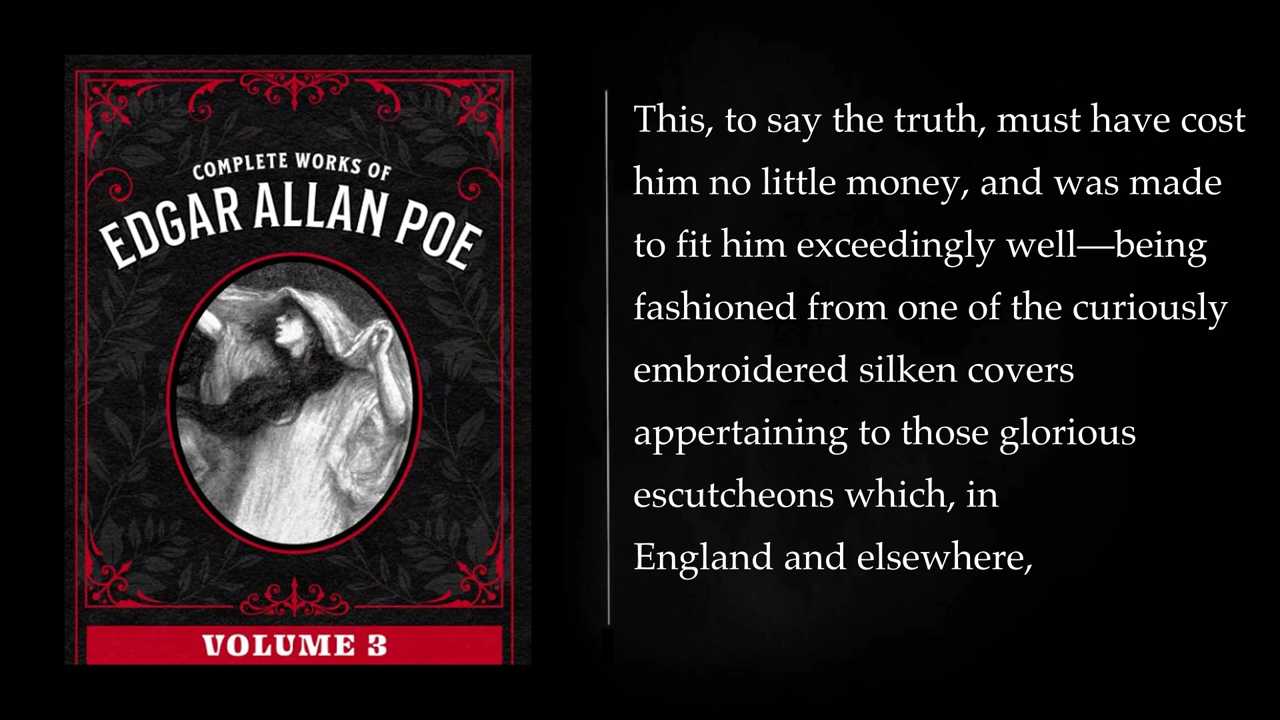 COMPLETE WORKS OF
EDGAR ALLAN POE
VOLUME 3
This, to say the truth, must have cost
him no little money, and was made
to fit him exceedingly well—being
fashioned from one of the curiously
embroidered silken covers
appertaining to those glorious
escutcheons which, in
England and elsewhere,